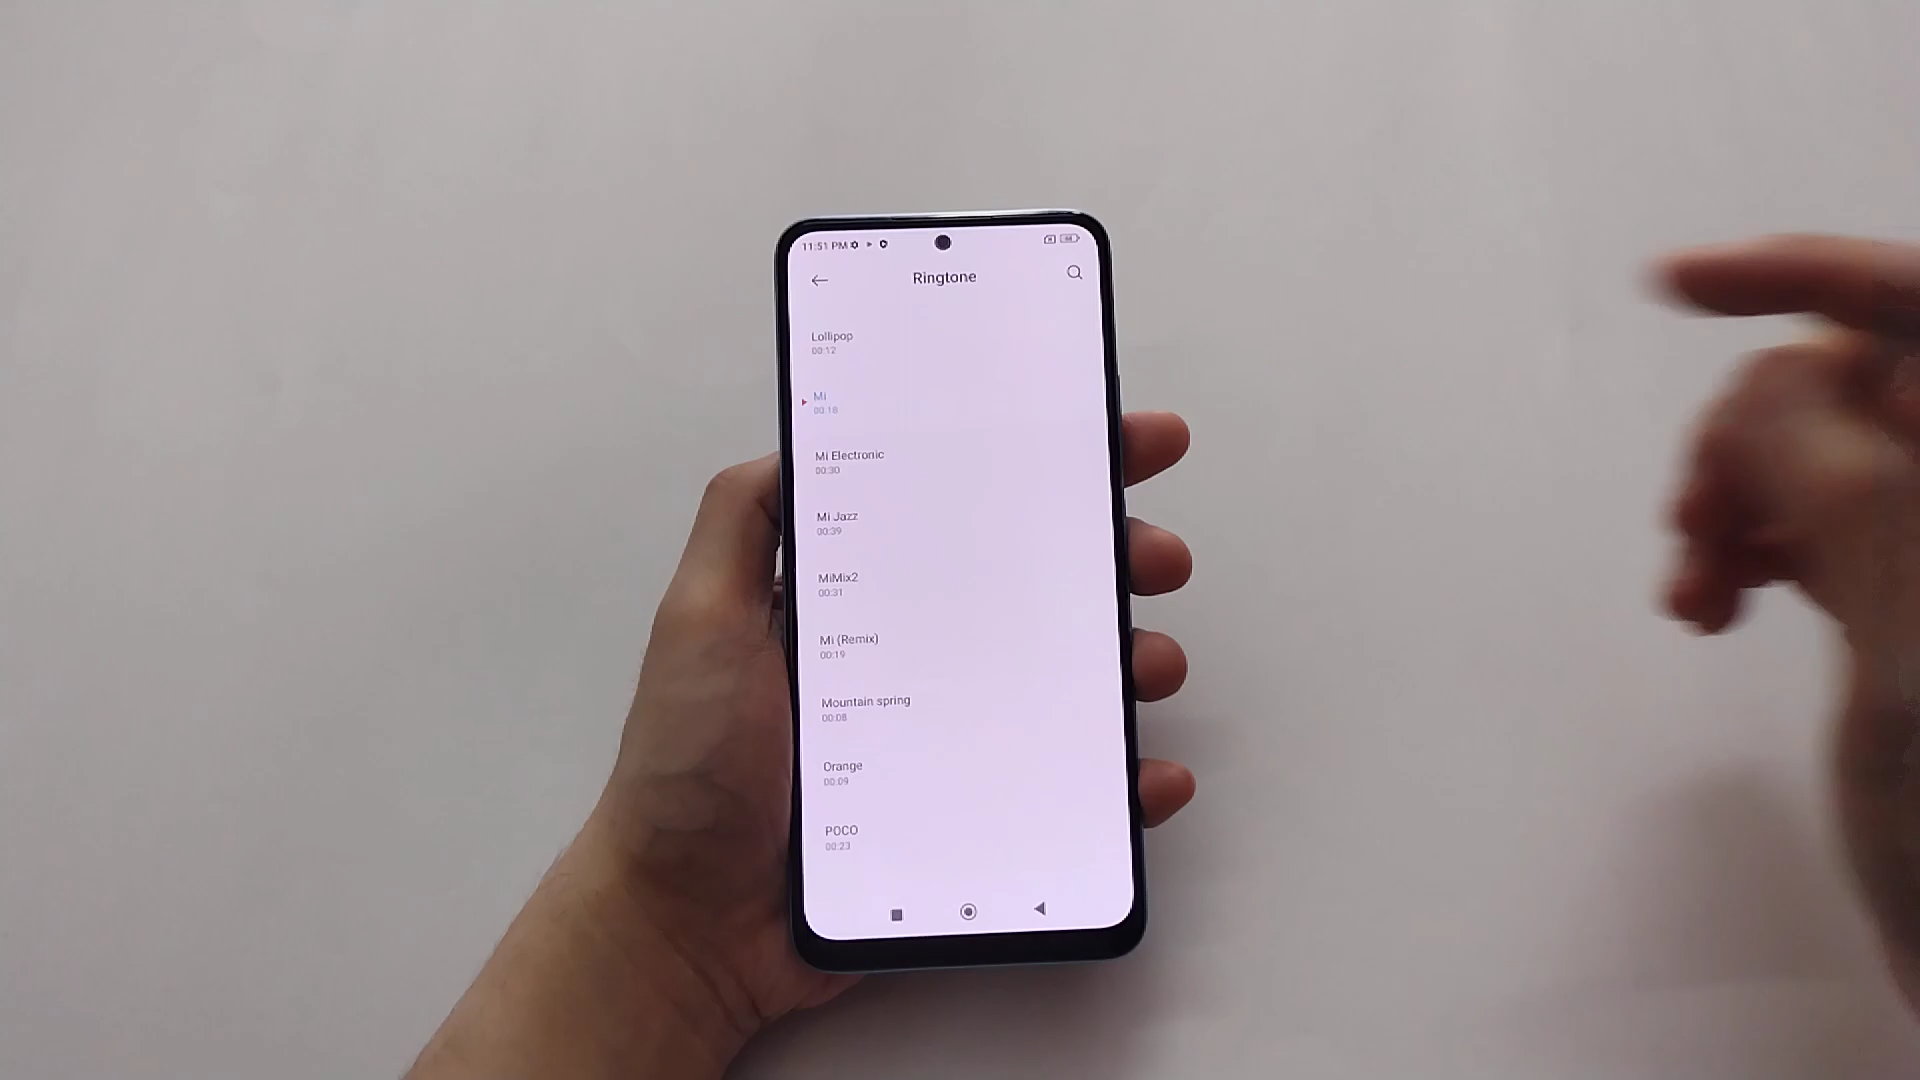 11:51 PM
Ringtone
Lollipop
00:12
Mi
00:18
Mi Electronic
00:30
Mi Jazz
00:39
MiMix2
00:31
Mi (Remix)
00:19
Mountain spring
00:08
Orange
00:09
POCO
00:23